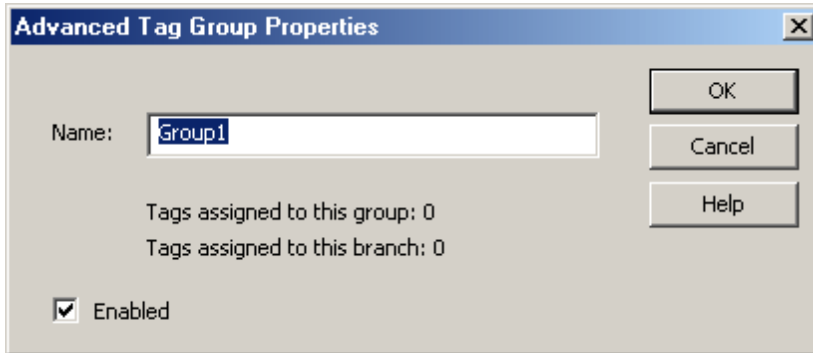 Advanced Tag Group Properties
OK
Name: Group1
Cancel
Help
Tags assigned to this group: 0
Tags assigned to this branch: 0
Enabled